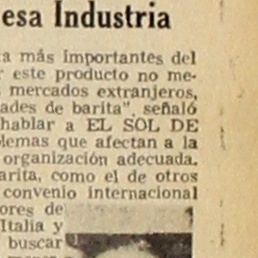 esa Industria
a más importantes del
r este producto no me-
mercados extranjeros,
ades de barita". señaló
hablar a EL SOL DE
lemas que afectan a la
organización adecuada.
arita, como el de otros
convenio internacional
ores de
Italia y
buscar